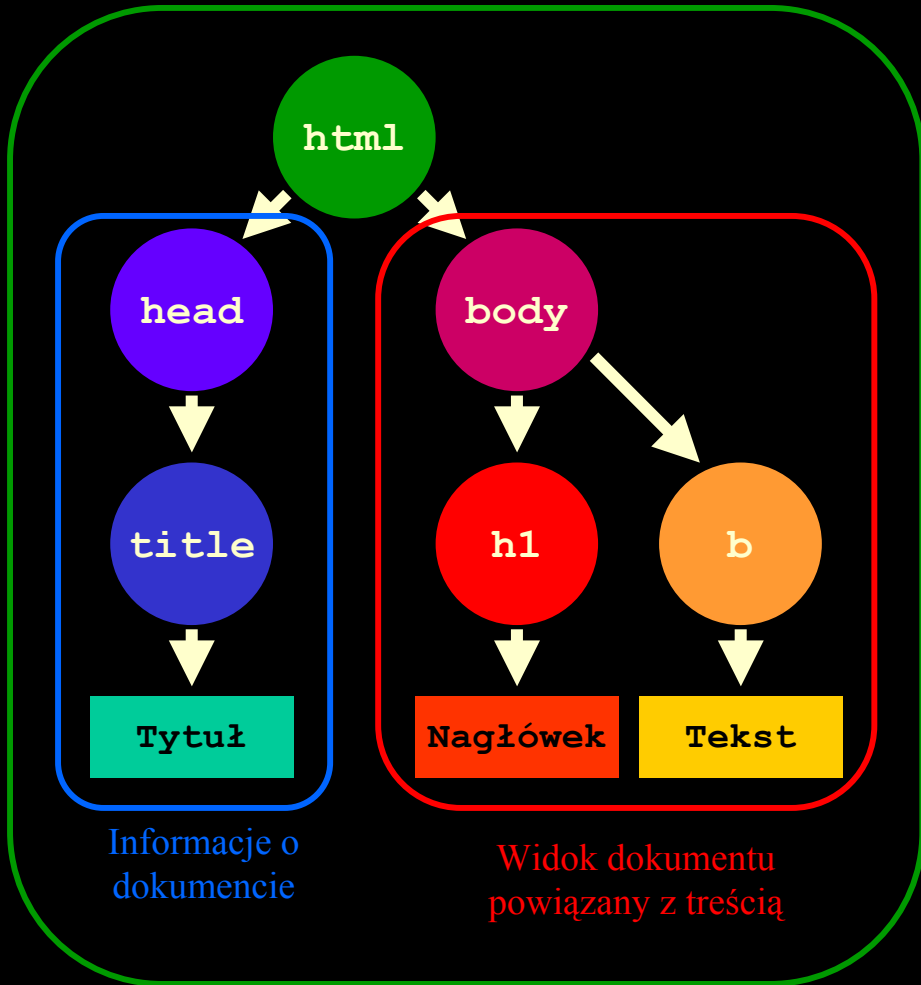 html
head
body
title
h1
b
Tytuł
Nagłówek
Tekst
Informacje o
dokumencie
Widok dokumentu
powiązany z treścią